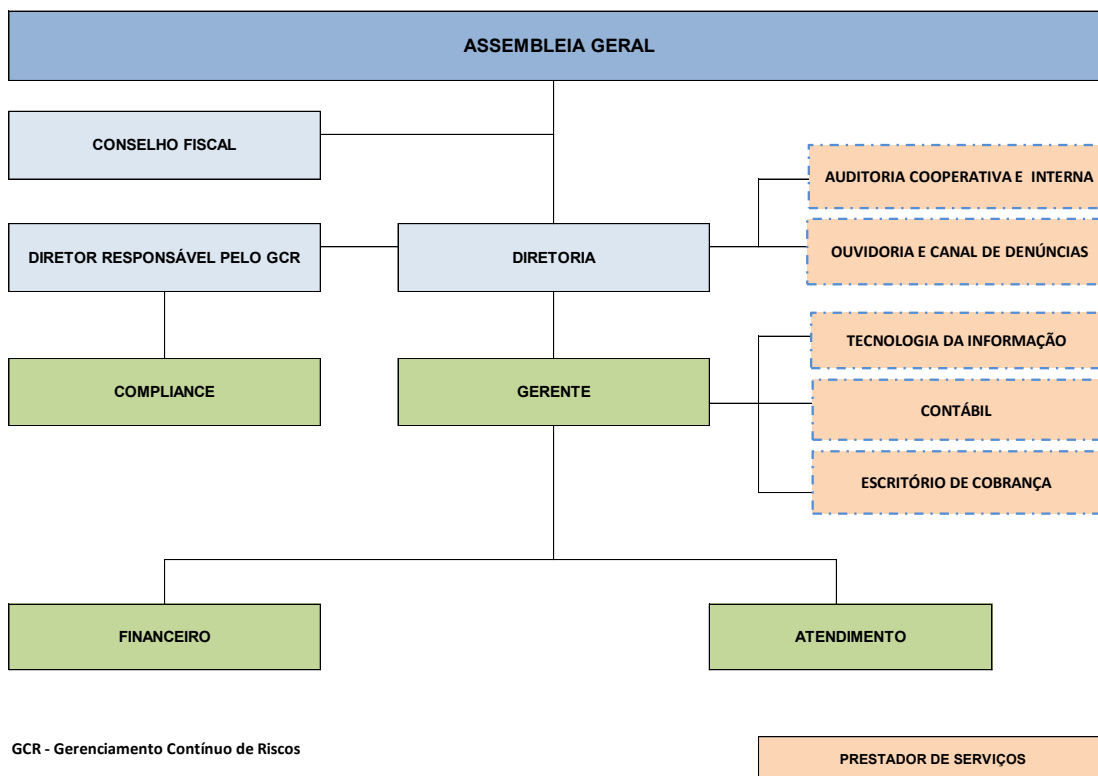 ASSEMBLEIA GERAL
CONSELHO FISCAL
AUDITORIA COOPERATIVA E INTERNA
DIRETOR RESPONSÁVEL PELO GCR
DIRETORIA
OUVIDORIA E CANAL DE DENÚNCIAS
TECNOLOGIA DA INFORMAÇÃO
COMPLIANCE
GERENTE
CONTÁBIL
ESCRITÓRIO DE COBRANÇA
FINANCEIRO
ATENDIMENTO
GCR - Gerenciamento Contínuo de Riscos
PRESTADOR DE SERVIÇOS